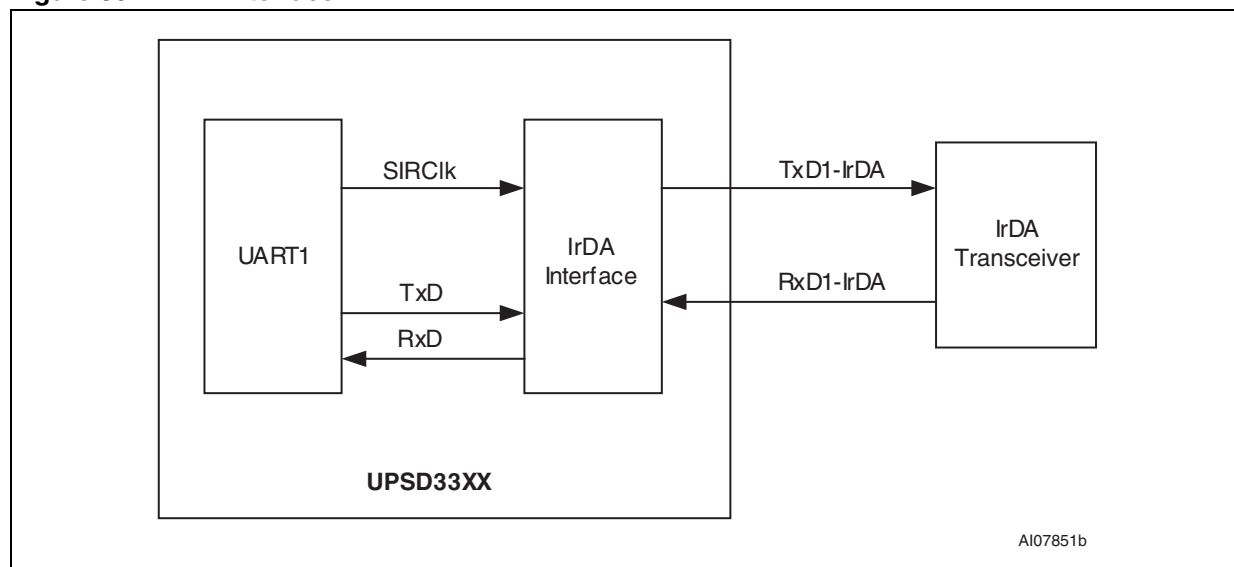 SIRClk
TxD1-IrDA
UART1
IrDA
Interface
IrDA
Transceiver
TxD
RxD1-IrDA
RxD
UPSD33XX
AI07851b